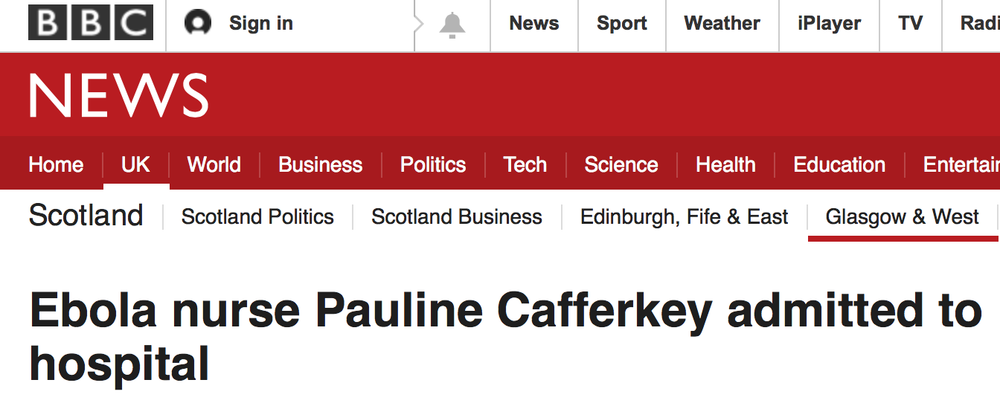 BBC Sign in News Sport Weather iPlayer TV Radi
NEWS
Home UK World Business Politics Tech Science Health Education Entertain
Scotland Scotland Politics Scotland Business Edinburgh, Fife & East Glasgow & West
Ebola nurse Pauline Cafferkey admitted to
hospital